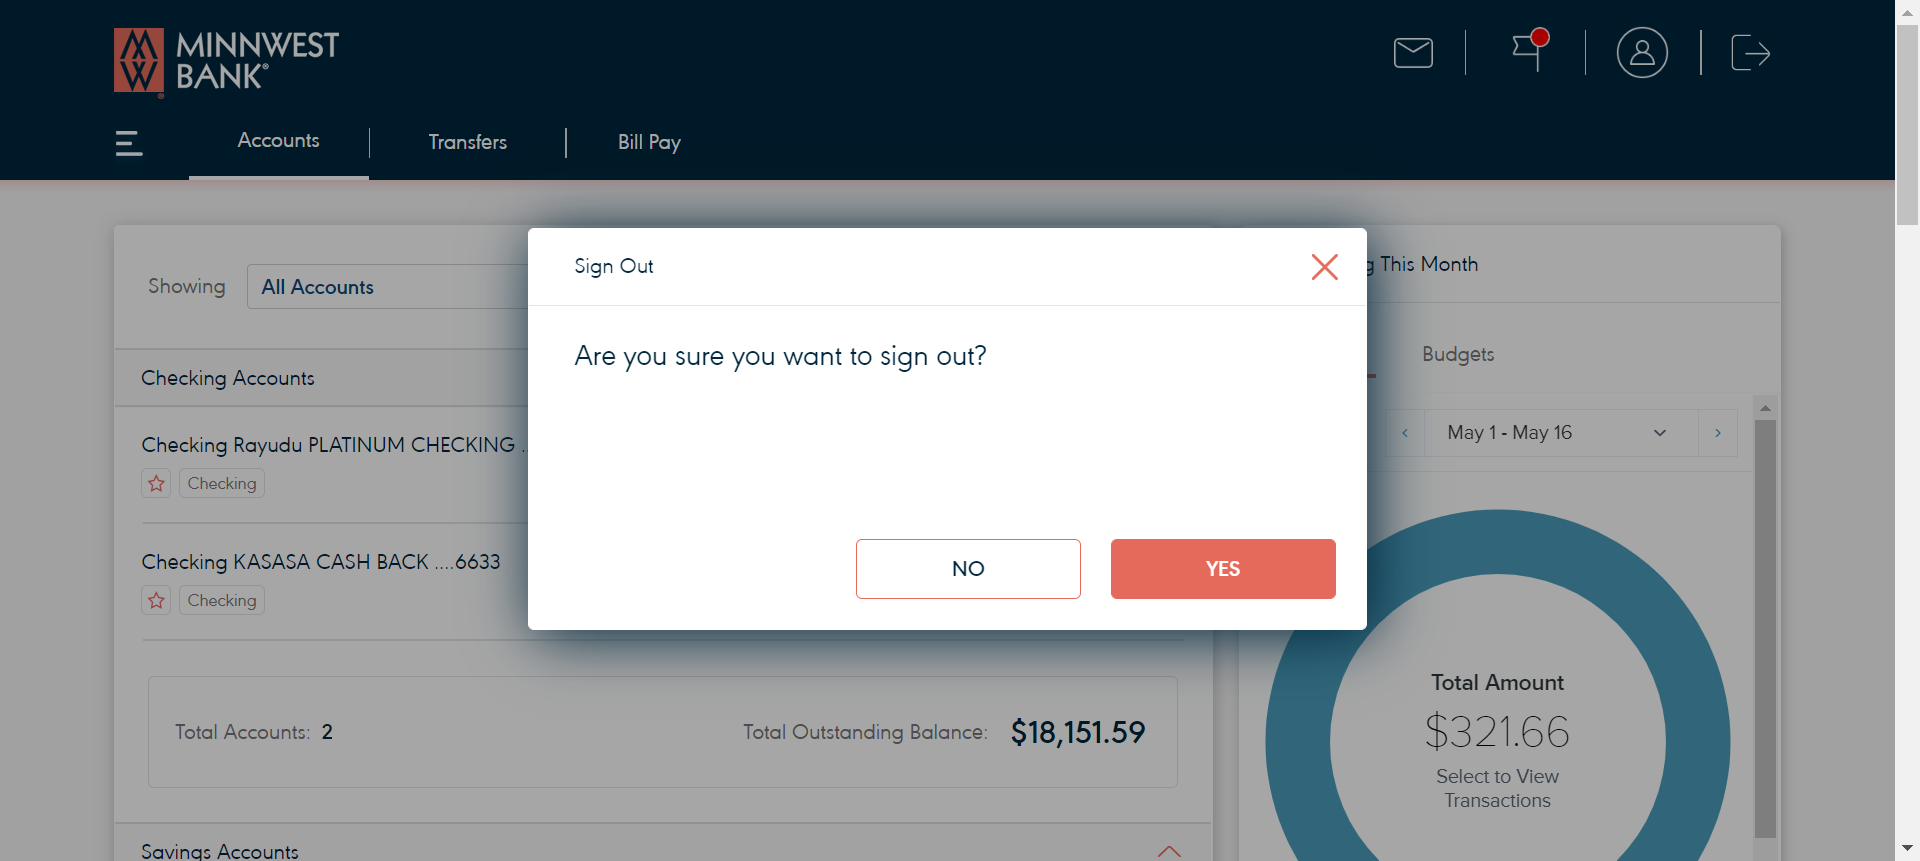 MINNWEST
BANK®
Accounts
Transfers
Bill Pay
Showing
All Accounts
Checking Accounts
Checking Rayudu PLATINUM CHECKING .
Checking
Checking KASASA CASH BACK ....6633
Checking
Total Accounts: 2
Total Outstanding Balance: $18,151.59
Savings Accounts
Sign Out
Are you sure you want to sign out?
NO
YES
This Month
Budgets
May 1 - May 16
Total Amount
$321.66
Select to View
Transactions